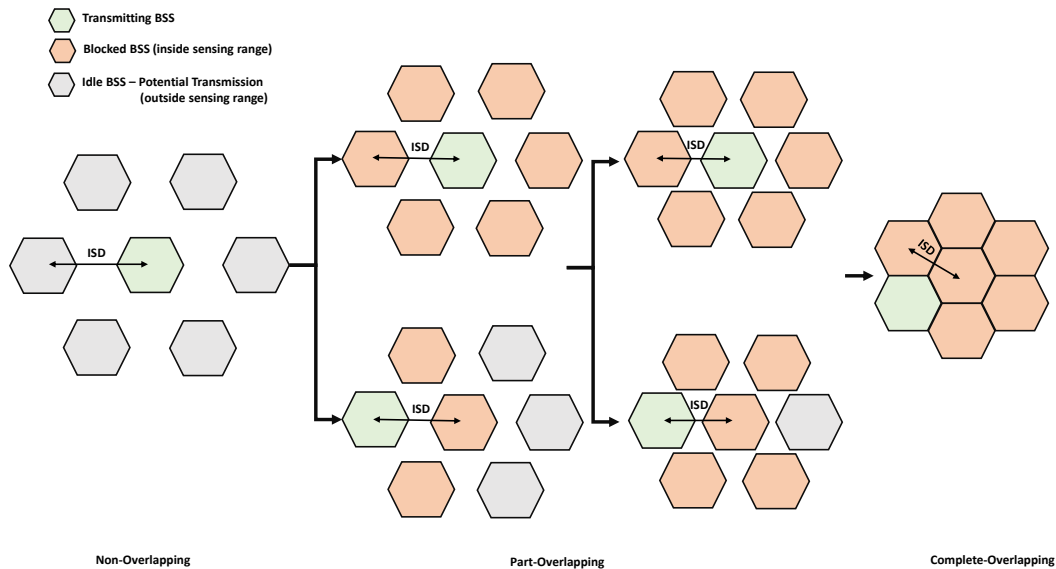 Transmitting BSS
Blocked BSS (inside sensing range)
Idle BSS – Potential Transmission
(outside sensing range)
ISD
ISD
ISD
ISD
ISD
ISD
Non-Overlapping
Part-Overlapping
Complete-Overlapping